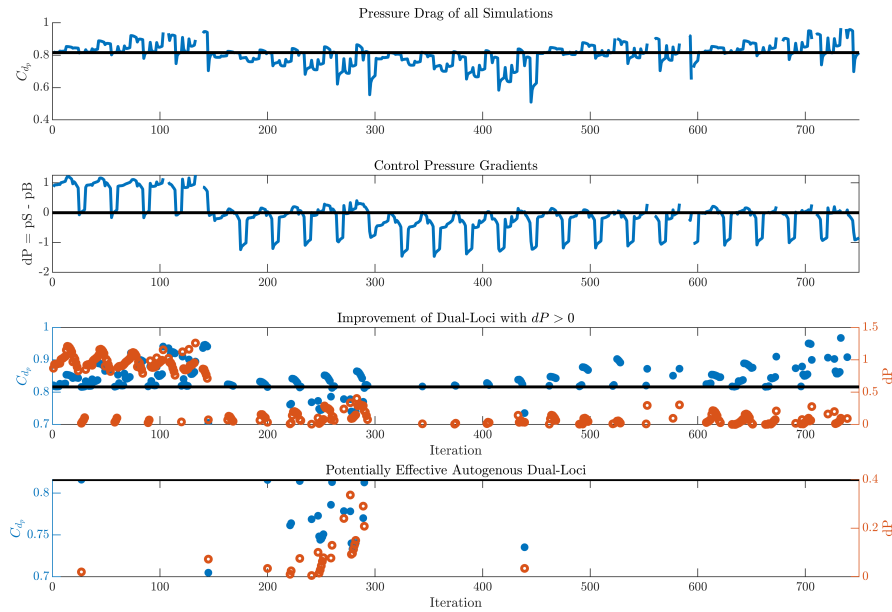 Pressure Drag of all Simulations
1
0.8
0.6
0.4
C_{d_p}
0 100 200 300 400 500 600 700
Control Pressure Gradients
1
0
-1
-2
dP = pS - pB
0 100 200 300 400 500 600 700
Improvement of Dual-Loci with dP > 0
1
0.9
0.8
0.7
C_{d_p}
1.5
1
0.5
0
dP
0 100 200 300 400 500 600 700
Iteration
Potentially Effective Autogenous Dual-Loci
0.8
0.75
0.7
C_{d_p}
0.4
0.2
0
dP
0 100 200 300 400 500 600 700
Iteration